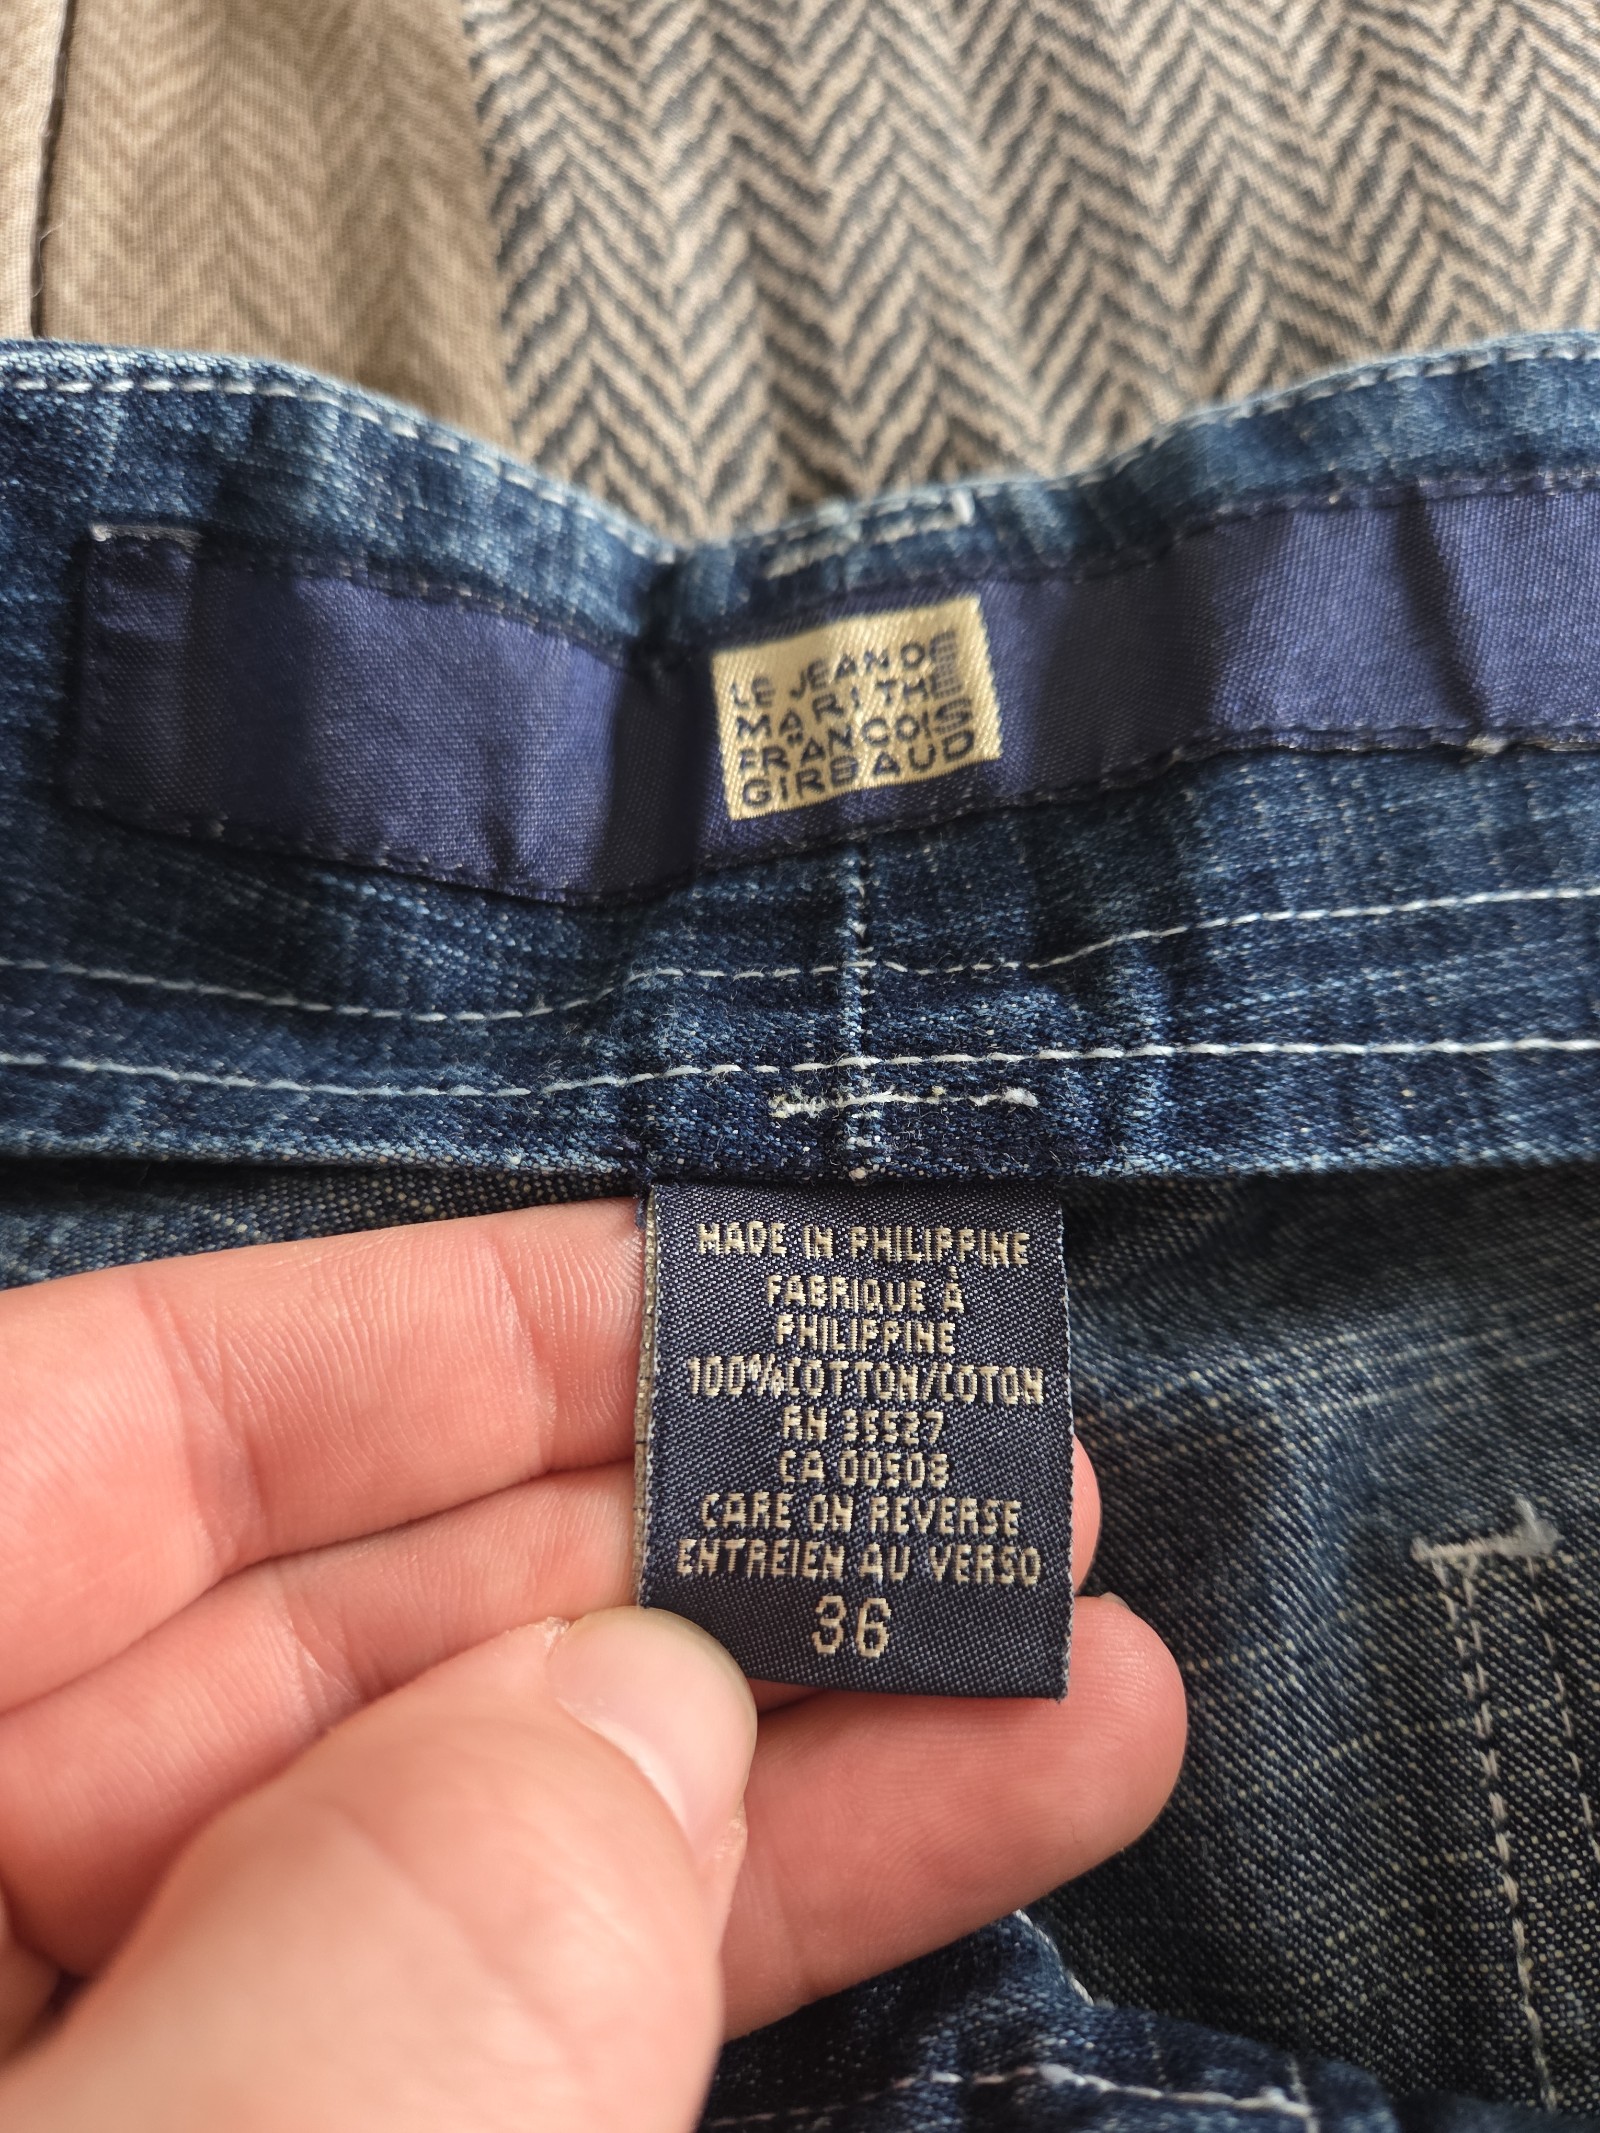 LE JEAN DE
MARITHE
FRANCOIS
GIRBAUD
MADE IN PHILIPPINE
FABRIQUE À
PHILIPPINE
100%COTTON/COTON
RN 35527
CA 00508
CARE ON REVERSE
ENTREIEN AU VERSO
36